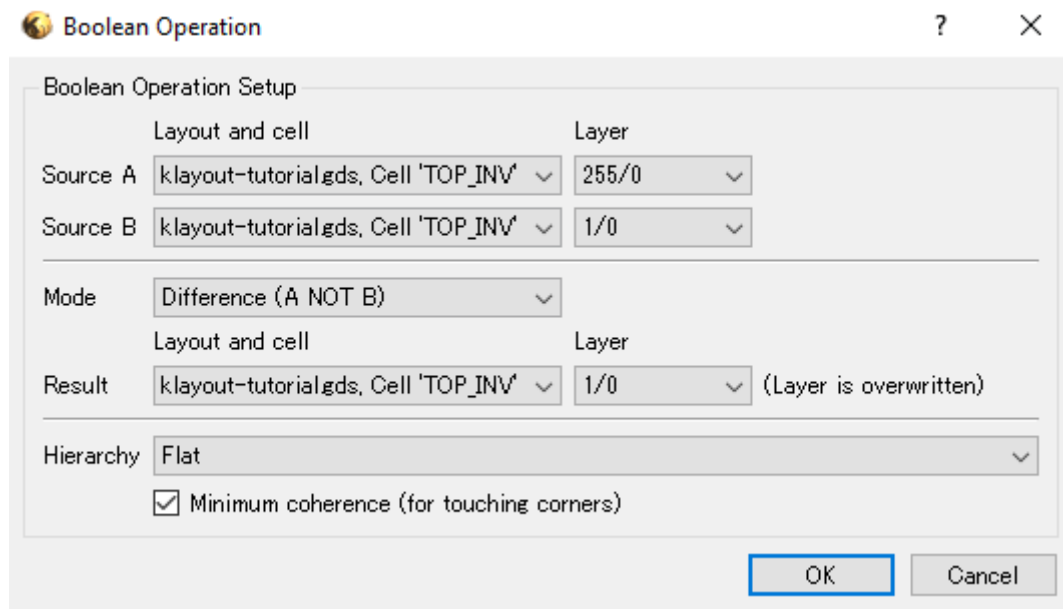 Boolean Operation ? ×
Boolean Operation Setup
Layout and cell Layer
Source A klayout-tutorial.gds, Cell 'TOP_INV' 255/0
Source B klayout-tutorial.gds, Cell 'TOP_INV' 1/0
Mode Difference (A NOT B)
Layout and cell Layer
Result klayout-tutorial.gds, Cell 'TOP_INV' 1/0 (Layer is overwritten)
Hierarchy Flat
Minimum coherence (for touching corners)
OK Cancel